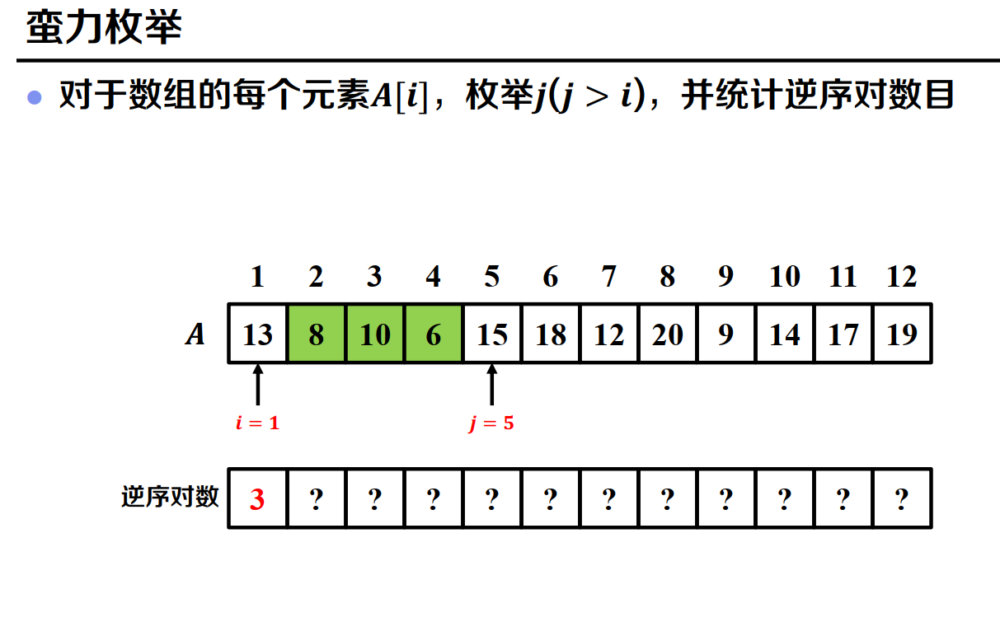 蛮力枚举
对于数组的每个元素A[i]，枚举j(j > i)，并统计逆序对数目
1 2 3 4 5 6 7 8 9 10 11 12
A 13 8 10 6 15 18 12 20 9 14 17 19
i = 1 j = 5
逆序对数 3 ? ? ? ? ? ? ? ? ? ? ?